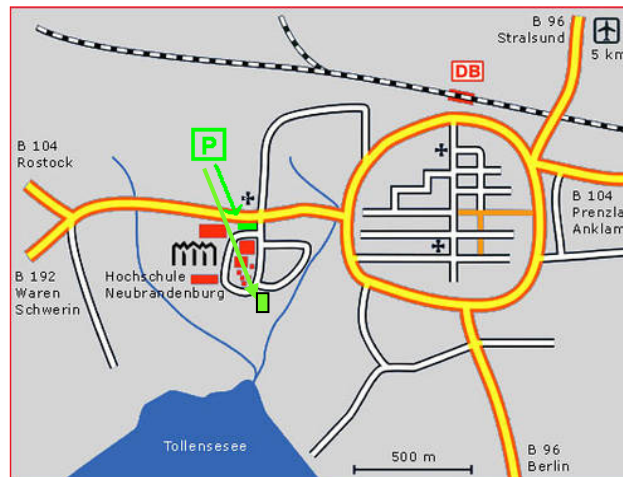 B 96
Stralsund
5 km
DB
B 104
Rostock
P
B 104
Prenzla
Anklam
B 192
Waren
Schwerin
Hochschule
Neubrandenburg
Tollensesee
500 m
B 96
Berlin